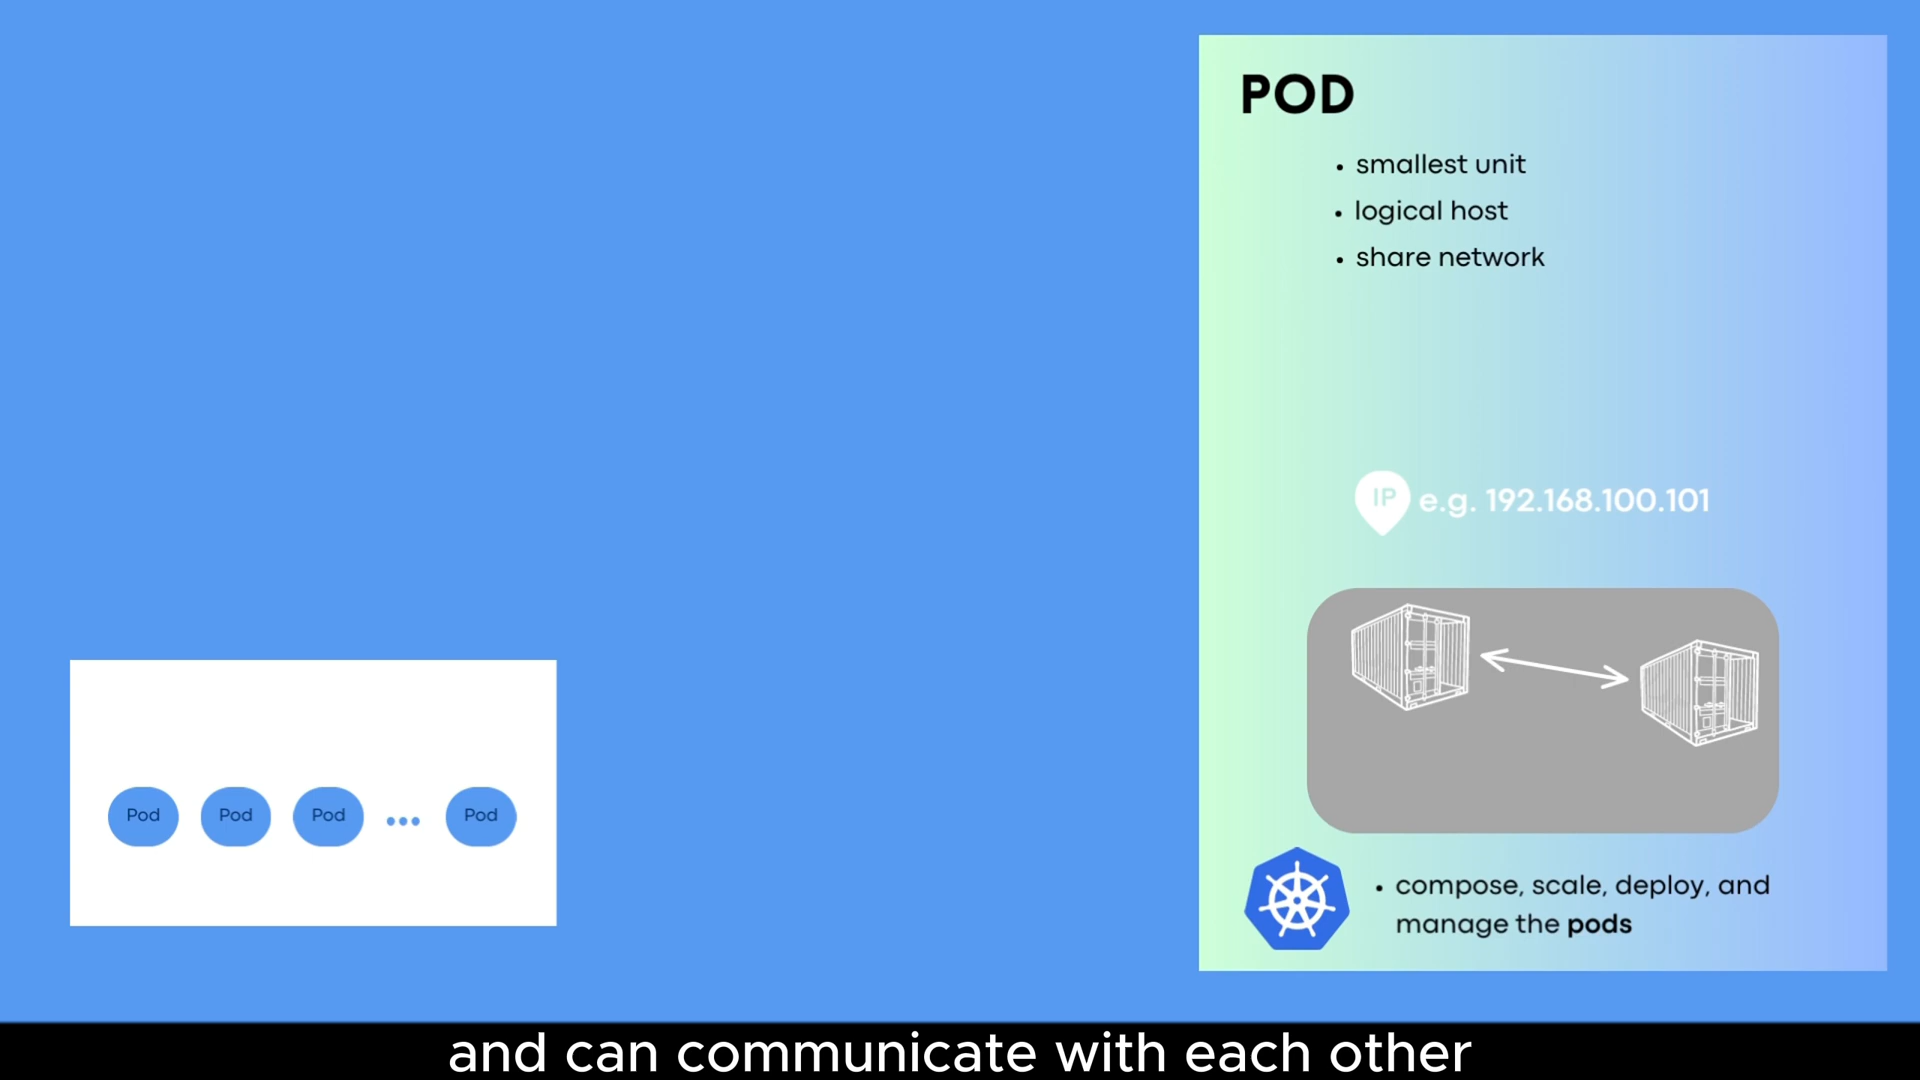 POD
• smallest unit
• logical host
• share network
IP e.g. 192.168.100.101
Pod Pod Pod ... Pod
• compose, scale, deploy, and
manage the pods
and can communicate with each other